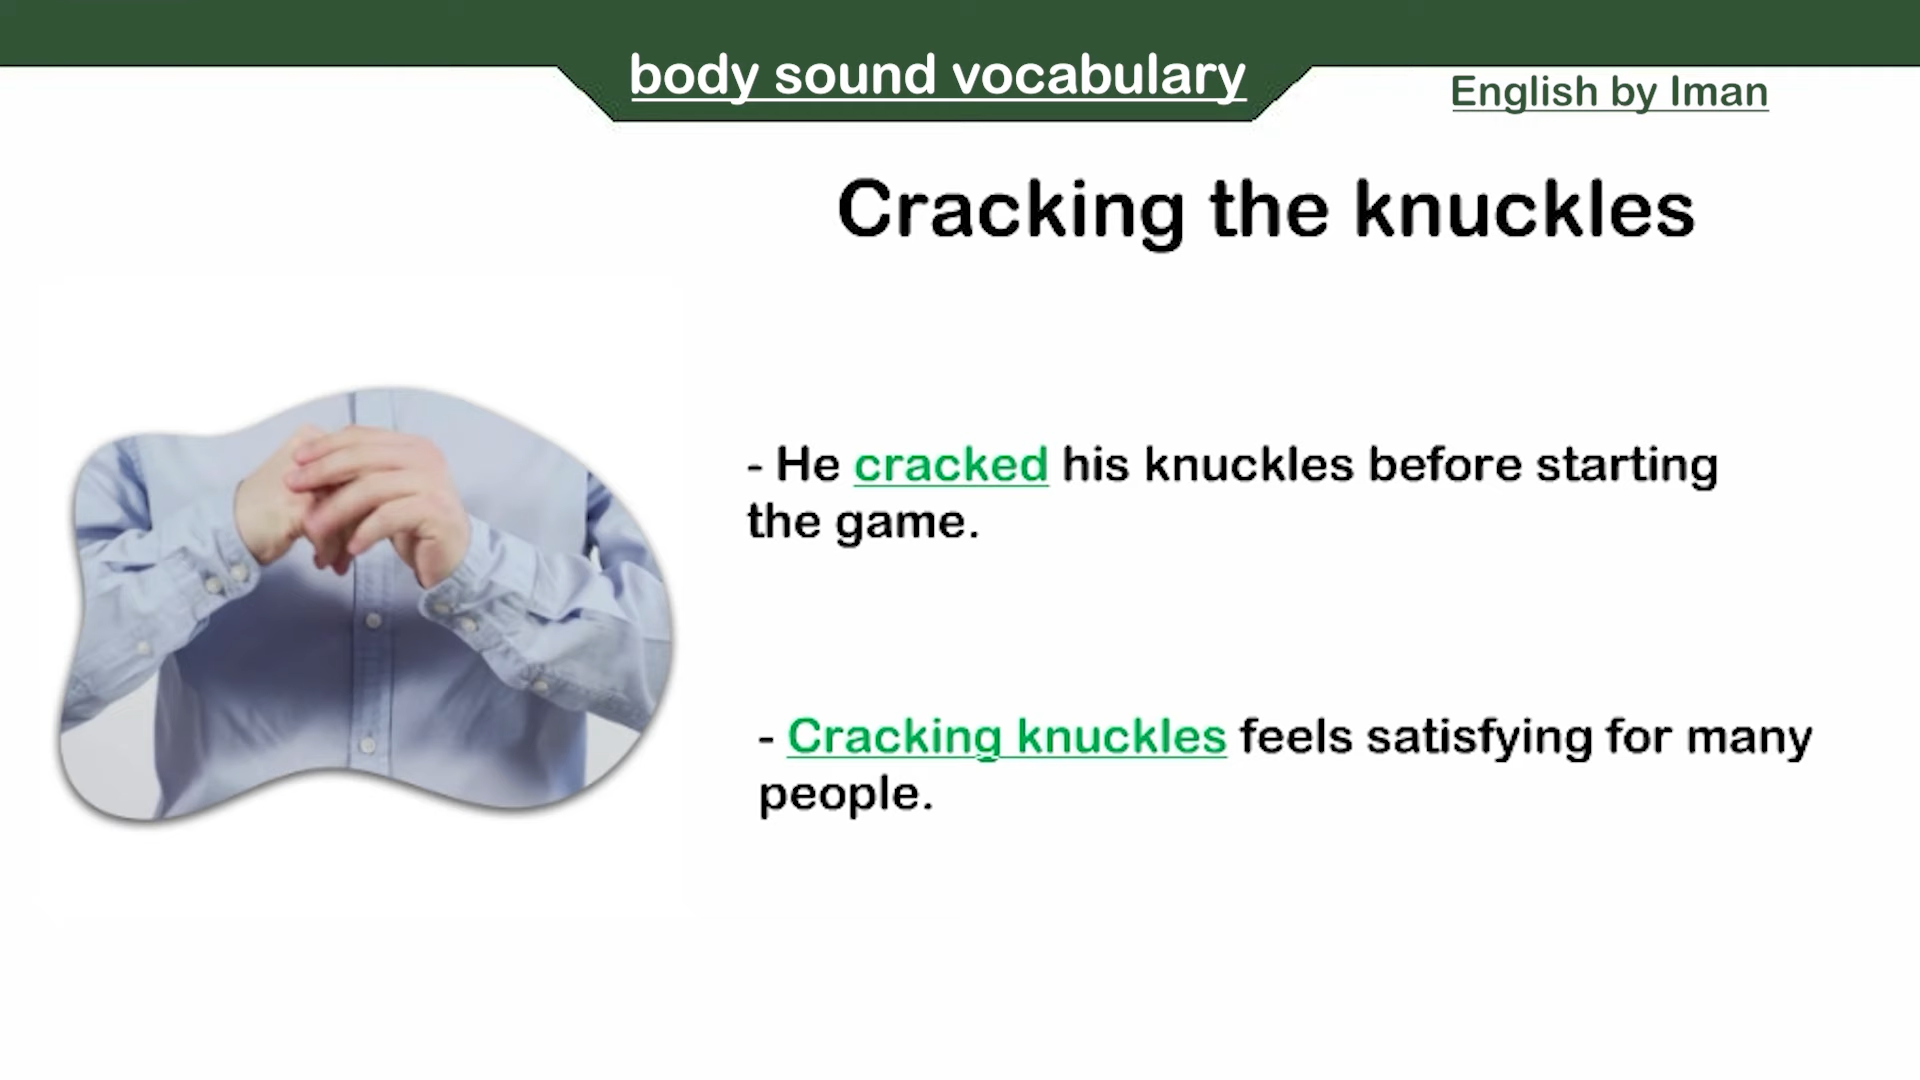 body sound vocabulary
English by Iman
Cracking the knuckles
- He cracked his knuckles before starting
the game.
- Cracking knuckles feels satisfying for many
people.